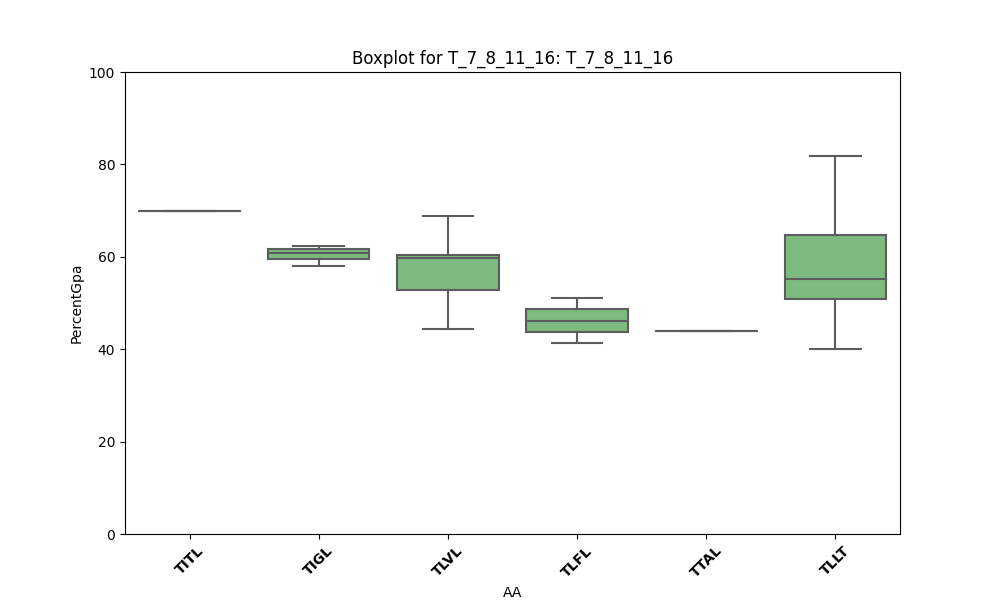 Boxplot for T_7_8_11_16: T_7_8_11_16
100
80
60
40
20
0
PercentGpa
TITL
TIGL
TLVL
TLFL
TTAL
TLLT
AA